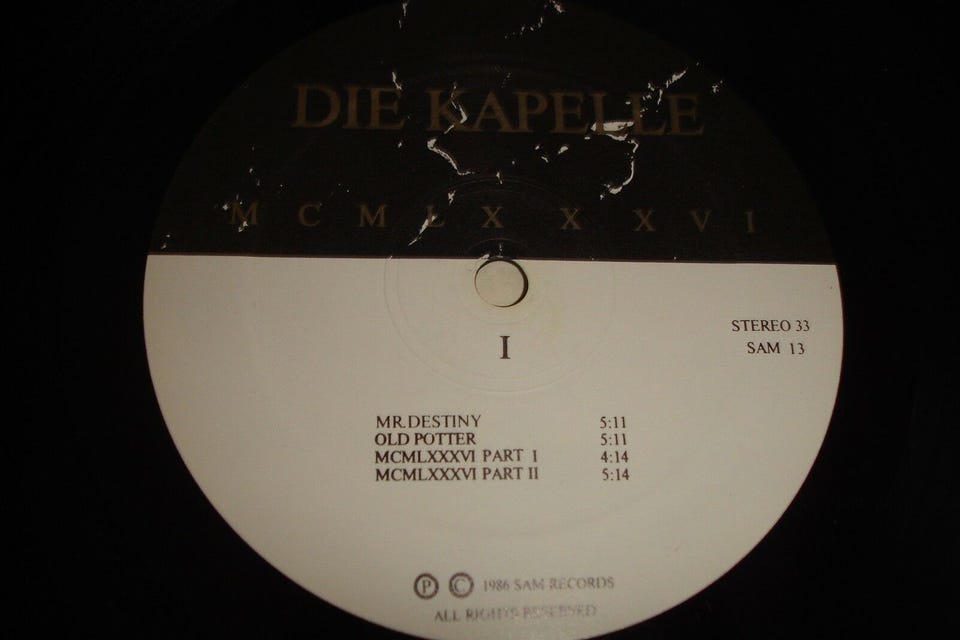 DIE KAPELLE
M C M L X X X V I
STEREO 33
SAM 13
I
MR.DESTINY 5:11
OLD POTTER 5:11
MCMLXXXVI PART I 4:14
MCMLXXXVI PART II 5:14
Ⓟ Ⓒ 1986 SAM RECORDS
ALL RIGHTS RESERVED